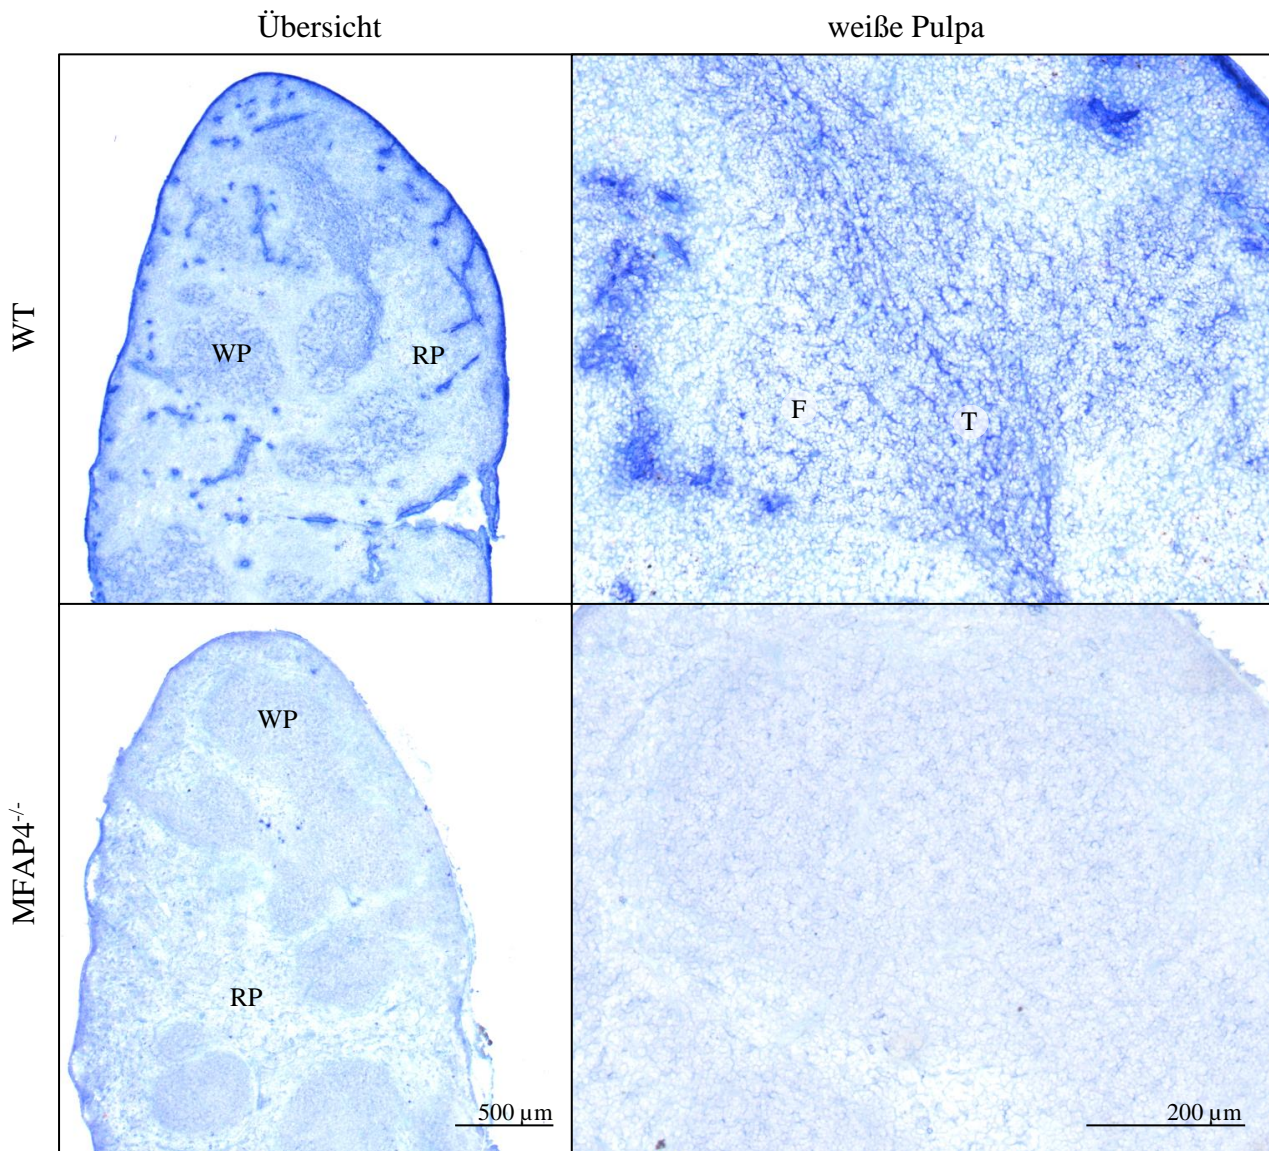 Übersicht
weiße Pulpa
WT
WP
RP
F
T
MFAP4-/-
WP
RP
500 µm
200 µm